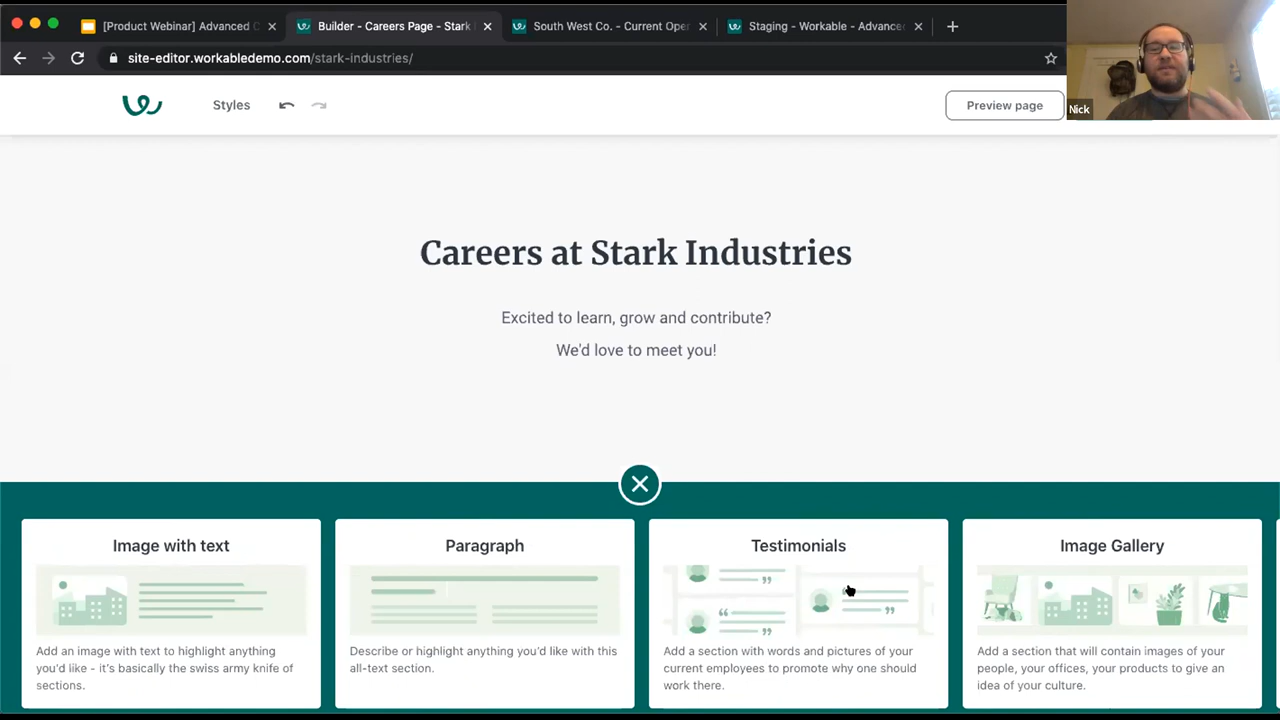 [Product Webinar] Advanced C
Builder - Careers Page - Stark
South West Co. - Current Oper
Staging - Workable - Advance
site-editor.workabledemo.com/stark-industries/
Nick
Styles
Preview page
Careers at Stark Industries
Excited to learn, grow and contribute?
We'd love to meet you!
Image with text
Add an image with text to highlight anything
you'd like - it's basically the swiss army knife of
sections.
Paragraph
Describe or highlight anything you'd like with this
all-text section.
Testimonials
Add a section with words and pictures of your
current employees to promote why one should
work there.
Image Gallery
Add a section that will contain images of your
people, your offices, your products to give an
idea of your culture.